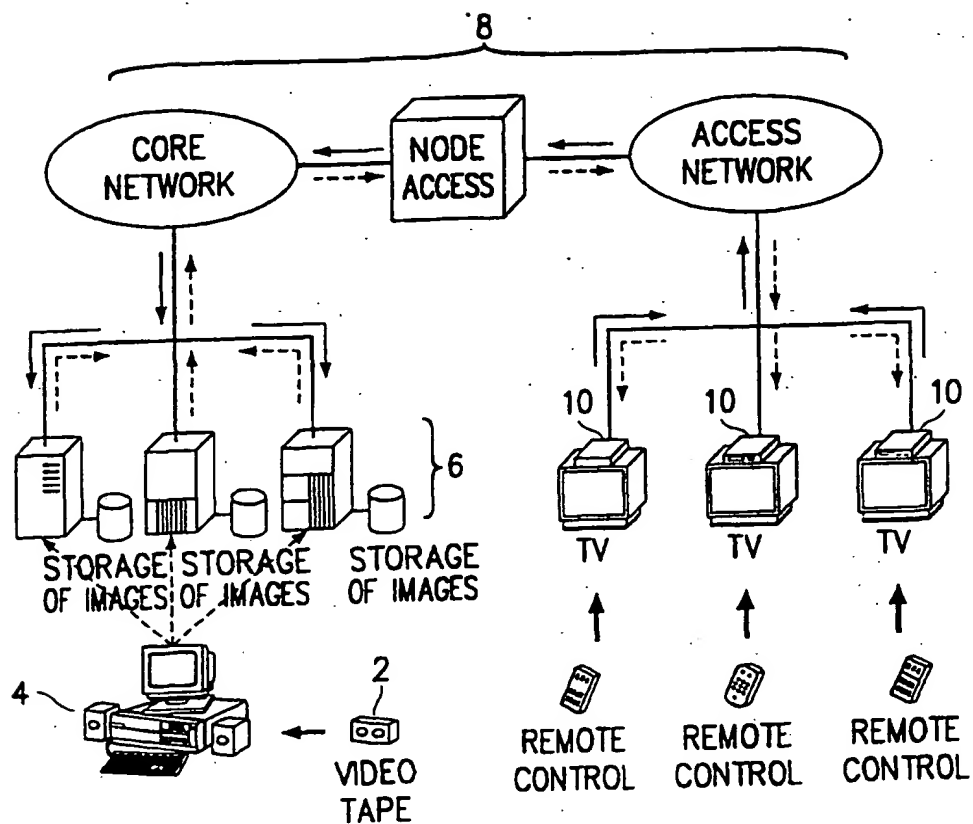 8
CORE
NETWORK
NODE
ACCESS
ACCESS
NETWORK
10
10
10
6
STORAGE
OF IMAGES
STORAGE
OF IMAGES
STORAGE
OF IMAGES
TV
TV
TV
4
2
VIDEO
TAPE
REMOTE
CONTROL
REMOTE
CONTROL
REMOTE
CONTROL